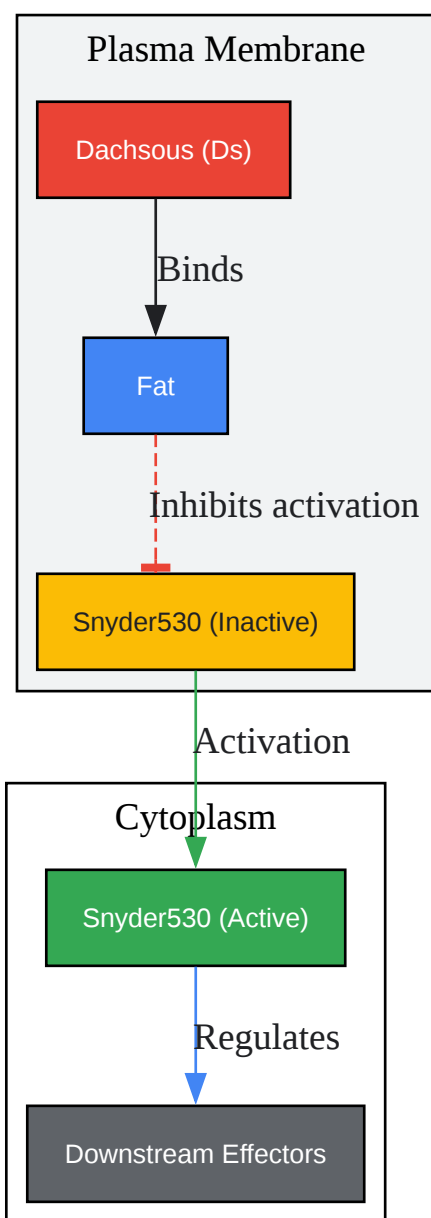 Plasma Membrane
Dachsous (Ds)
Binds
Fat
Inhibits activation
Snyder530 (Inactive)
Activation
Cytoplasm
Snyder530 (Active)
Regulates
Downstream Effectors